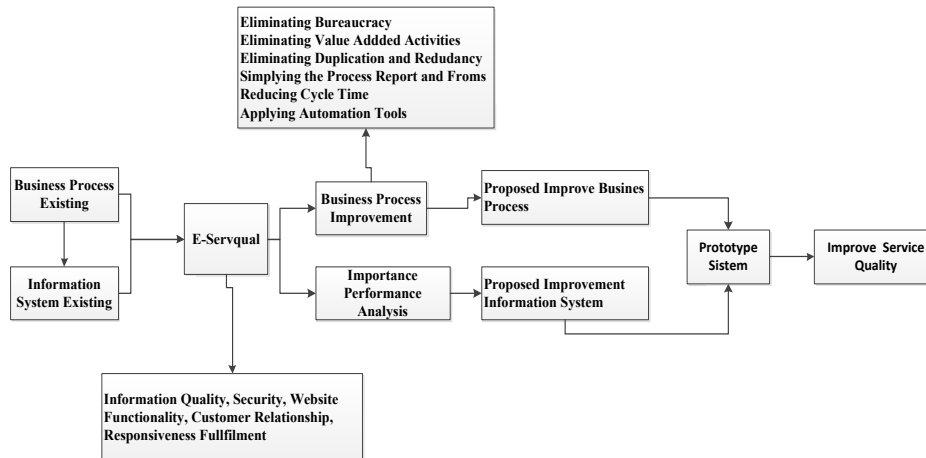 Eliminating Bureaucracy
Eliminating Value Addded Activities
Eliminating Duplication and Redudancy
Simplying the Process Report and Froms
Reducing Cycle Time
Applying Automation Tools
Business Process
Existing
Information
System Existing
E-Servqual
Business Process
Improvement
Importance
Performance
Analysis
Proposed Improve Busines
Process
Proposed Improvement
Information System
Prototype
Sistem
Improve Service
Quality
Information Quality, Security, Website
Functionality, Customer Relationship,
Responsiveness Fullfilment